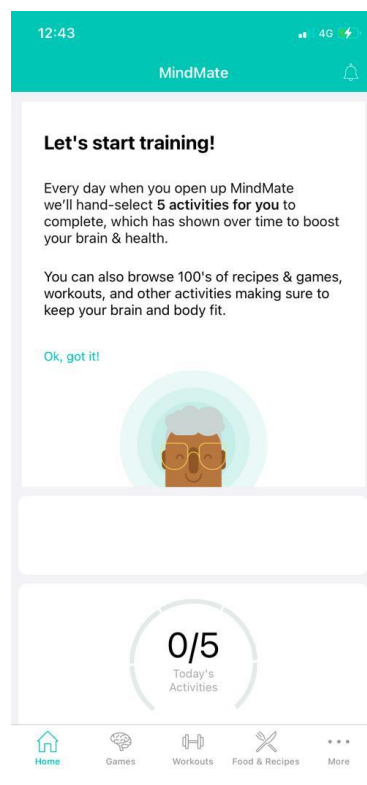 12:43
4G
MindMate
Let's start training!
Every day when you open up MindMate
we'll hand-select 5 activities for you to
complete, which has shown over time to boost
your brain & health.
You can also browse 100's of recipes & games,
workouts, and other activities making sure to
keep your brain and body fit.
Ok, got it!
0/5
Today's
Activities
Home
Games
Workouts
Food & Recipes
More